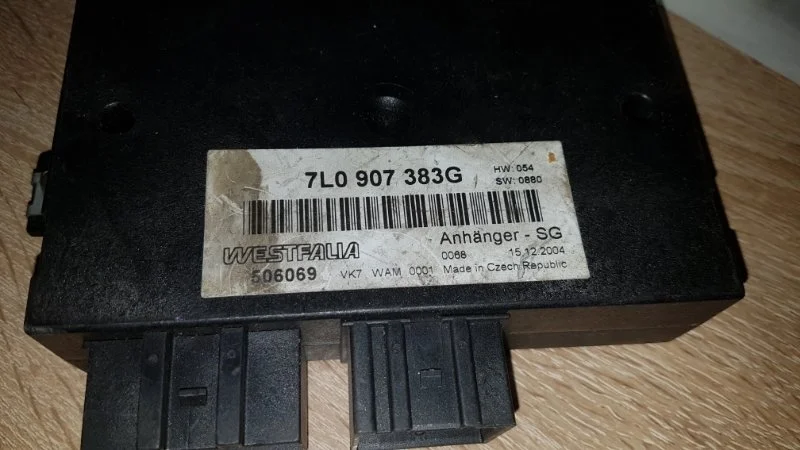 7L0 907 383G
HW: 054
SW: 0880
WESTFALIA
Anhänger - SG
0068 15.12.2004
506069 VK7 WAM 0001 Made in Czech Republic